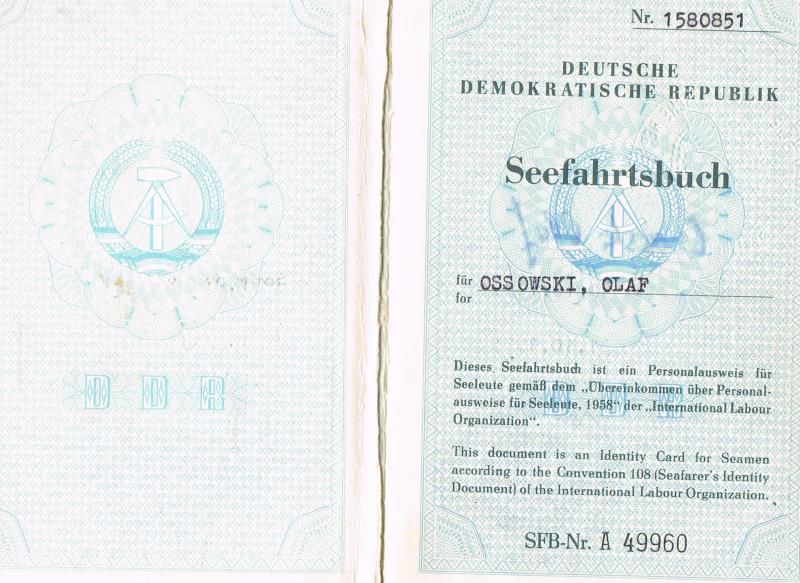 DDR
Nr. 1580851
DEUTSCHE
DEMOKRATISCHE REPUBLIK
Seefahrtsbuch
für OSSOWSKI, OLAF
for
Dieses Seefahrtsbuch ist ein Personalausweis für
Seeleute gemäß dem „Übereinkommen über Personal-
ausweise für Seeleute, 1958" der „International Labour
Organization".
DDR
This document is an Identity Card for Seamen
according to the Convention 108 (Seafarer's Identity
Document) of the International Labour Organization.
SFB-Nr. A 49960